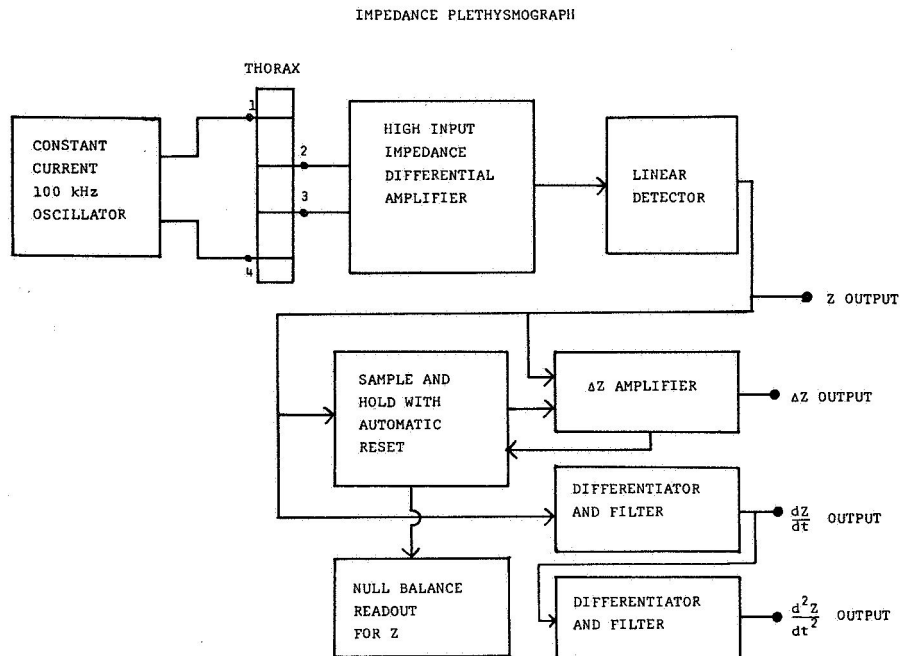 IMPEDANCE PLETHYSMOGRAPH
THORAX
1
2
3
4
CONSTANT
CURRENT
100 kHz
OSCILLATOR
HIGH INPUT
IMPEDANCE
DIFFERENTIAL
AMPLIFIER
LINEAR
DETECTOR
Z OUTPUT
SAMPLE AND
HOLD WITH
AUTOMATIC
RESET
ΔZ AMPLIFIER
ΔZ OUTPUT
DIFFERENTIATOR
AND FILTER
dZ/dt OUTPUT
NULL BALANCE
READOUT
FOR Z
DIFFERENTIATOR
AND FILTER
d²Z/dt² OUTPUT